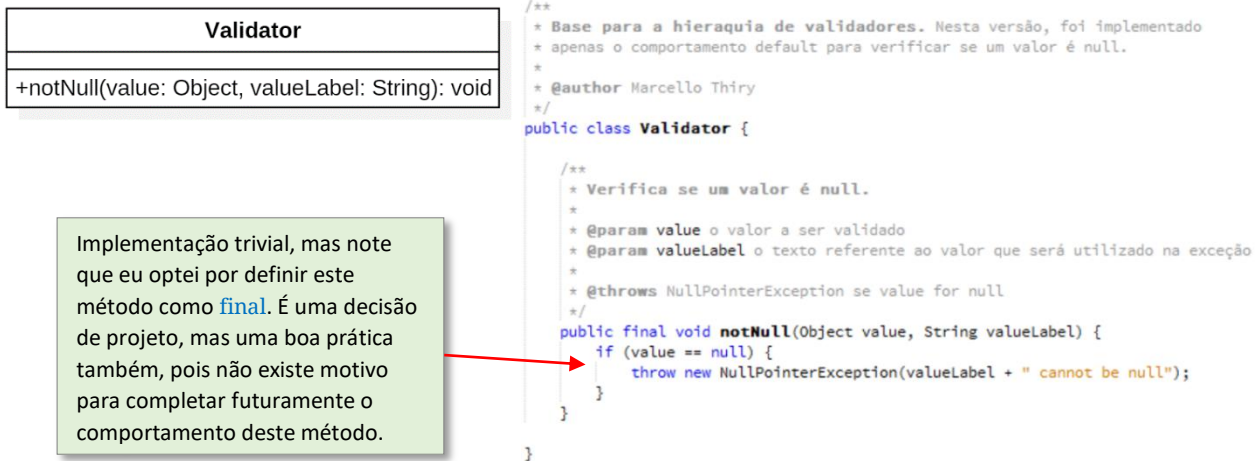 Validator
+notNull(value: Object, valueLabel: String): void
Implementação trivial, mas note
que eu optei por definir este
método como final. É uma decisão
de projeto, mas uma boa prática
também, pois não existe motivo
para completar futuramente o
comportamento deste método.
/**
* Base para a hieraquia de validadores. Nesta versão, foi implementado
* apenas o comportamento default para verificar se um valor é null.
*
* @author Marcello Thiry
*/
public class Validator {
/**
* Verifica se um valor é null.
*
* @param value o valor a ser validado
* @param valueLabel o texto referente ao valor que será utilizado na exceção
*
* @throws NullPointerException se value for null
*/
public final void notNull(Object value, String valueLabel) {
if (value == null) {
throw new NullPointerException(valueLabel + " cannot be null");
}
}
}